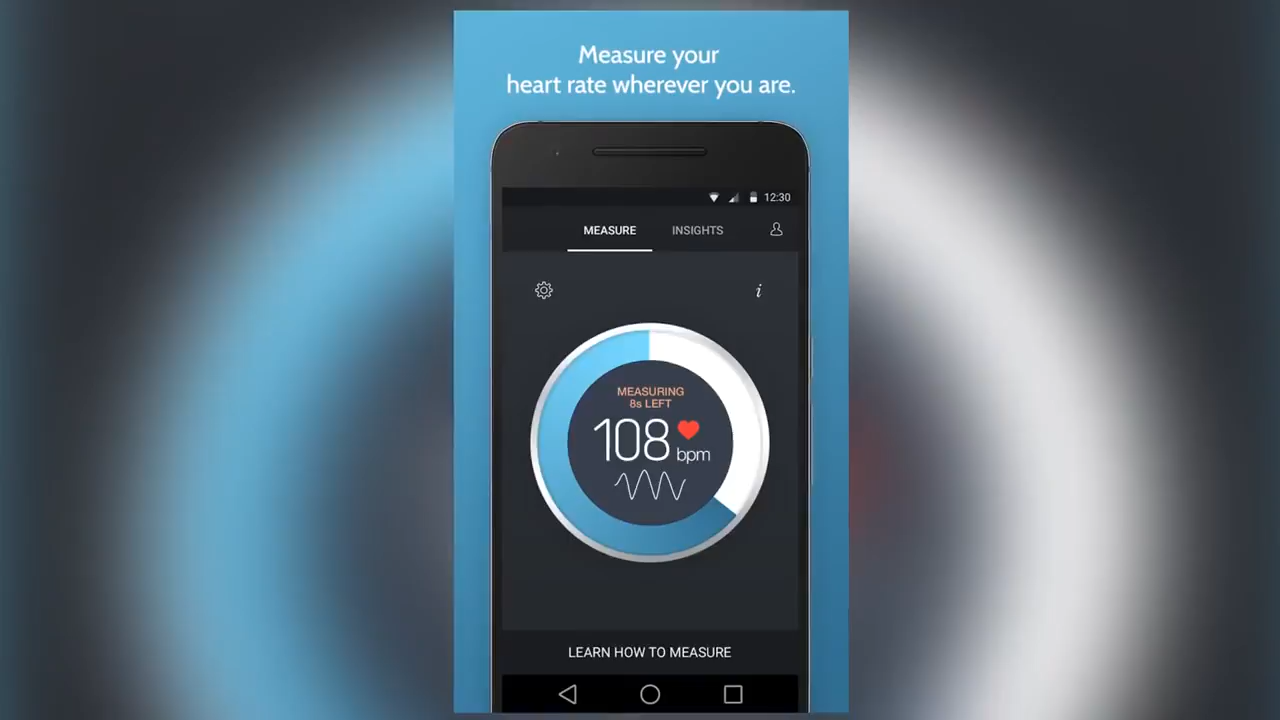 Measure your
heart rate wherever you are.
12:30
MEASURE INSIGHTS
i
MEASURING
8s LEFT
108
bpm
LEARN HOW TO MEASURE